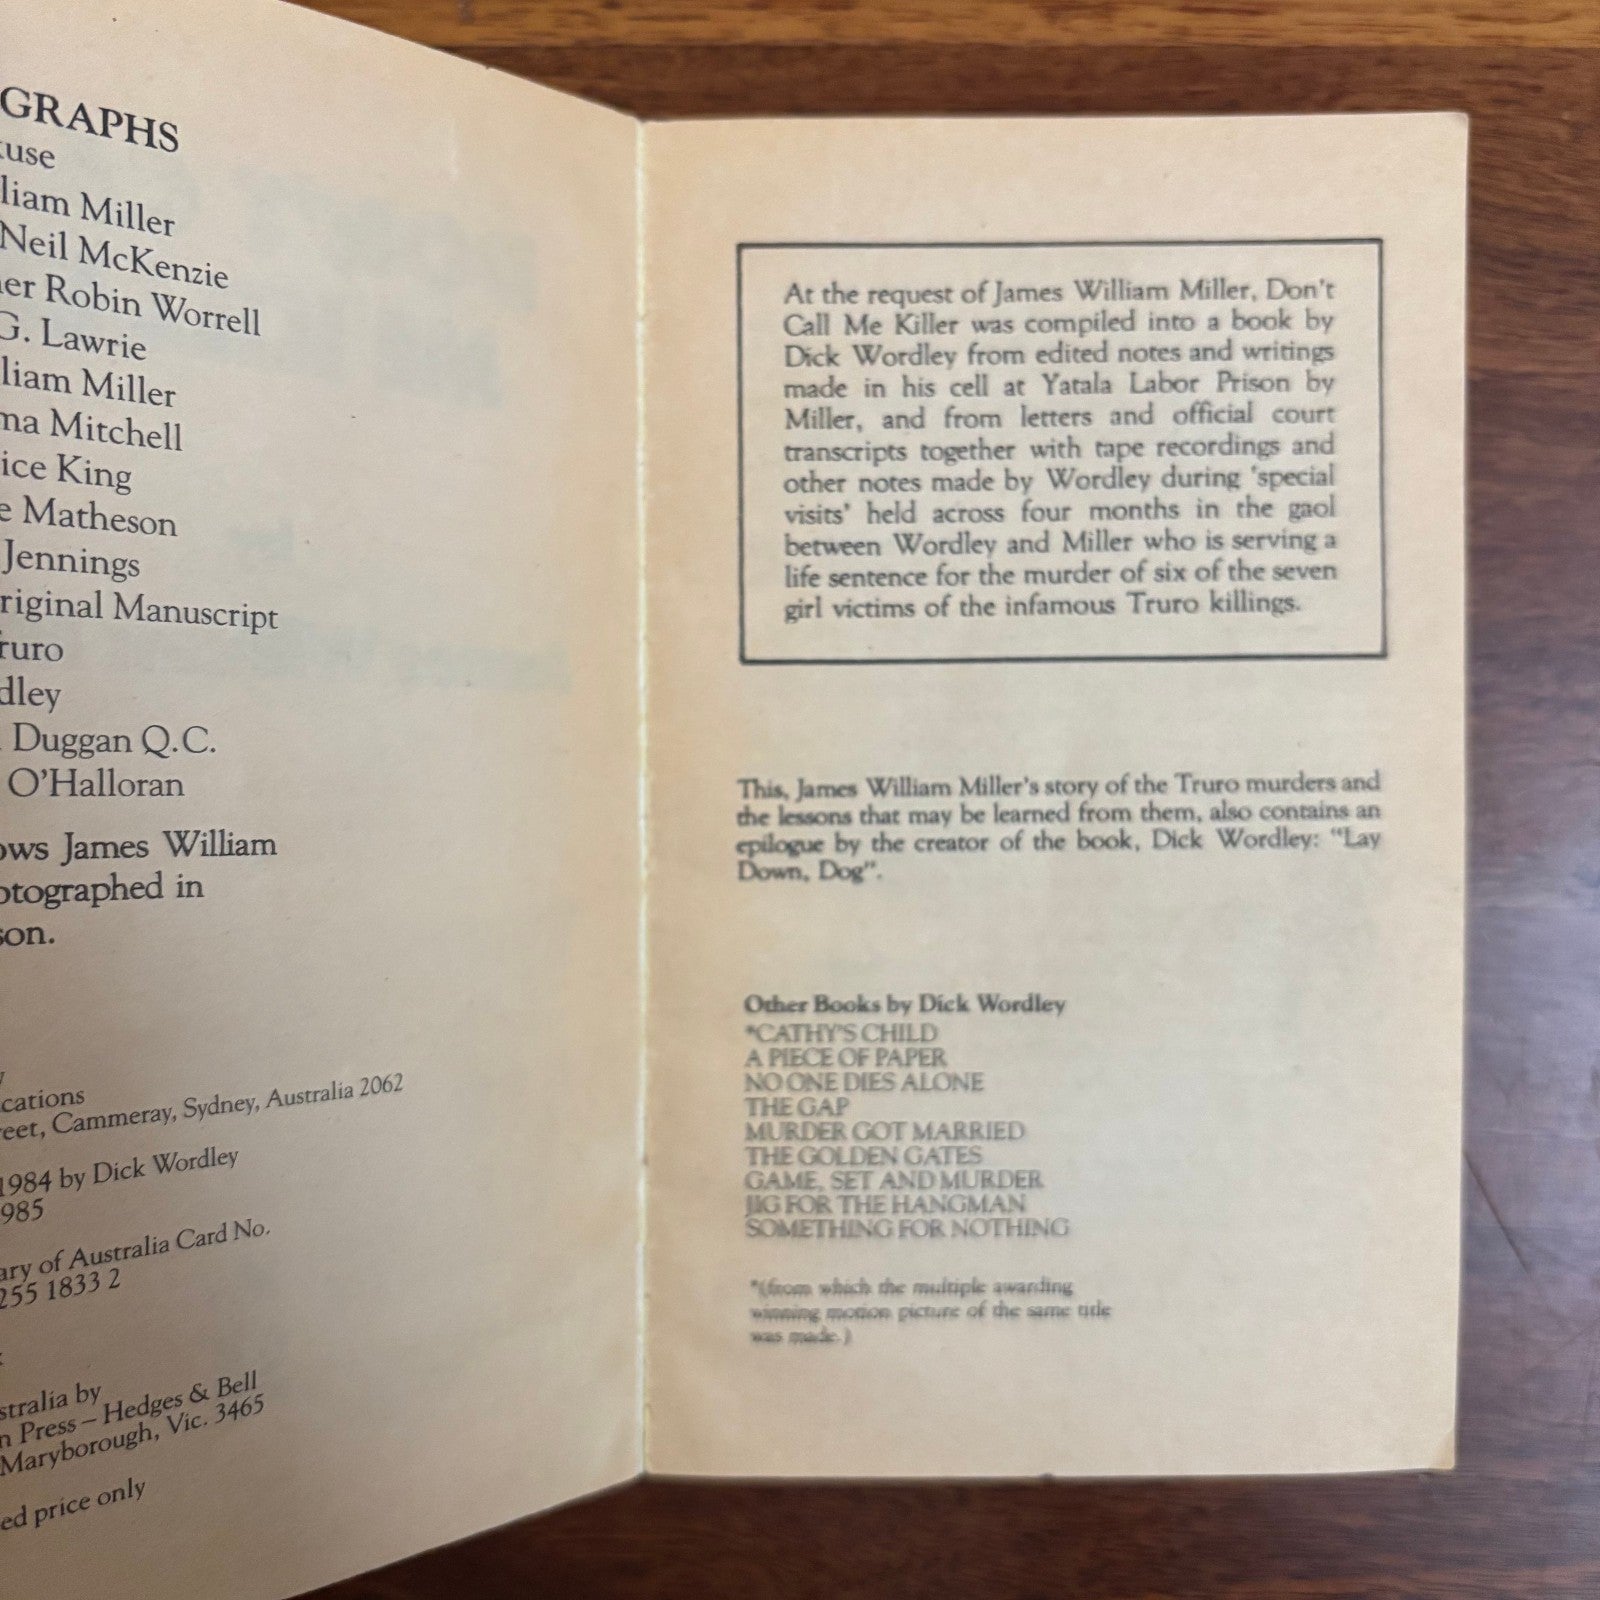 GRAPHS
use
liam Miller
Neil McKenzie
er Robin Worrell
G. Lawrie
liam Miller
ma Mitchell
ice King
e Matheson
Jennings
riginal Manuscript
ruro
dley
Duggan Q.C.
O'Halloran
ows James William
otographed in
son.
cations
eet, Cammeray, Sydney, Australia 2062
1984 by Dick Wordley
985
ary of Australia Card No.
255 1833 2
stralia by
n Press – Hedges & Bell
Maryborough, Vic. 3465
ed price only
At the request of James William Miller, Don't
Call Me Killer was compiled into a book by
Dick Wordley from edited notes and writings
made in his cell at Yatala Labor Prison by
Miller, and from letters and official court
transcripts together with tape recordings and
other notes made by Wordley during 'special
visits' held across four months in the gaol
between Wordley and Miller who is serving a
life sentence for the murder of six of the seven
girl victims of the infamous Truro killings.
This, James William Miller's story of the Truro murders and
the lessons that may be learned from them, also contains an
epilogue by the creator of the book, Dick Wordley: "Lay
Down, Dog".
Other Books by Dick Wordley
*CATHY'S CHILD
A PIECE OF PAPER
NO ONE DIES ALONE
THE GAP
MURDER GOT MARRIED
THE GOLDEN GATES
GAME, SET AND MURDER
JIG FOR THE HANGMAN
SOMETHING FOR NOTHING
*(from which the multiple awarding
winning motion picture of the same title
was made.)